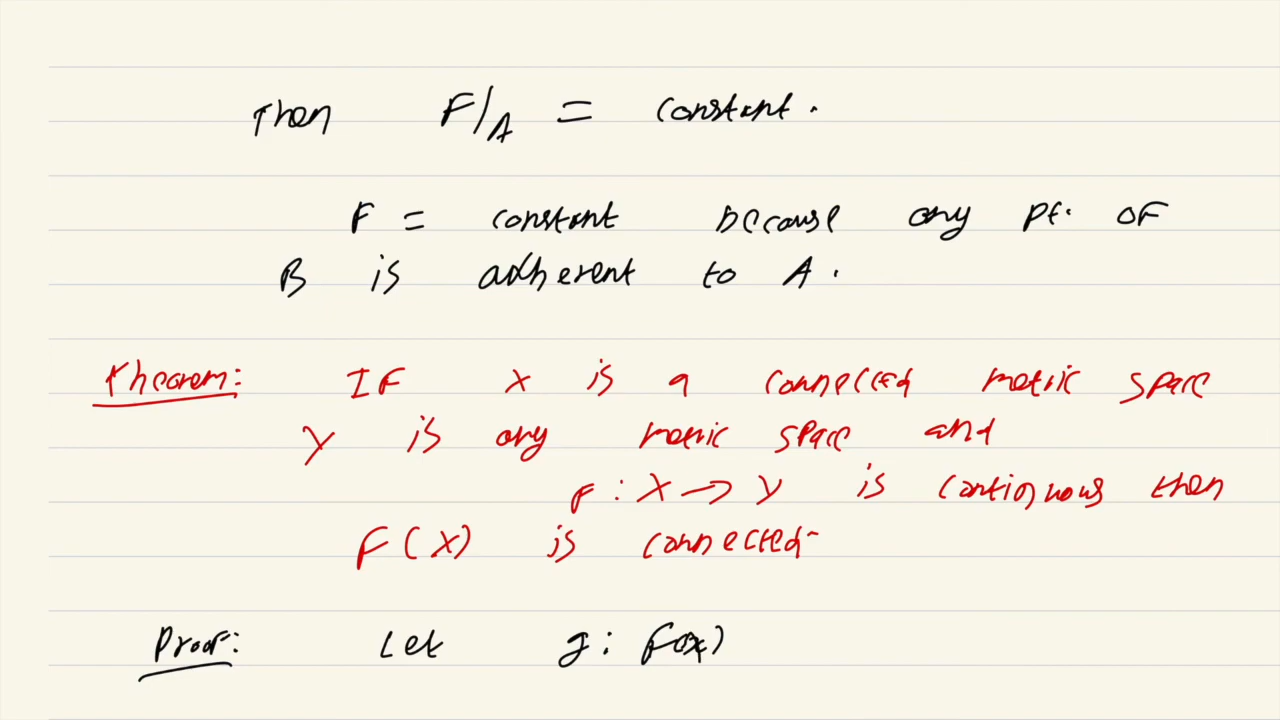 Then F/A = constant.
F = constant because any pt. of
B is adherent to A.
Theorem: If X is a connected metric space
Y is any metric space and
F : X → Y is continuous then
F(X) is connected
Proof: Let g: F(X)